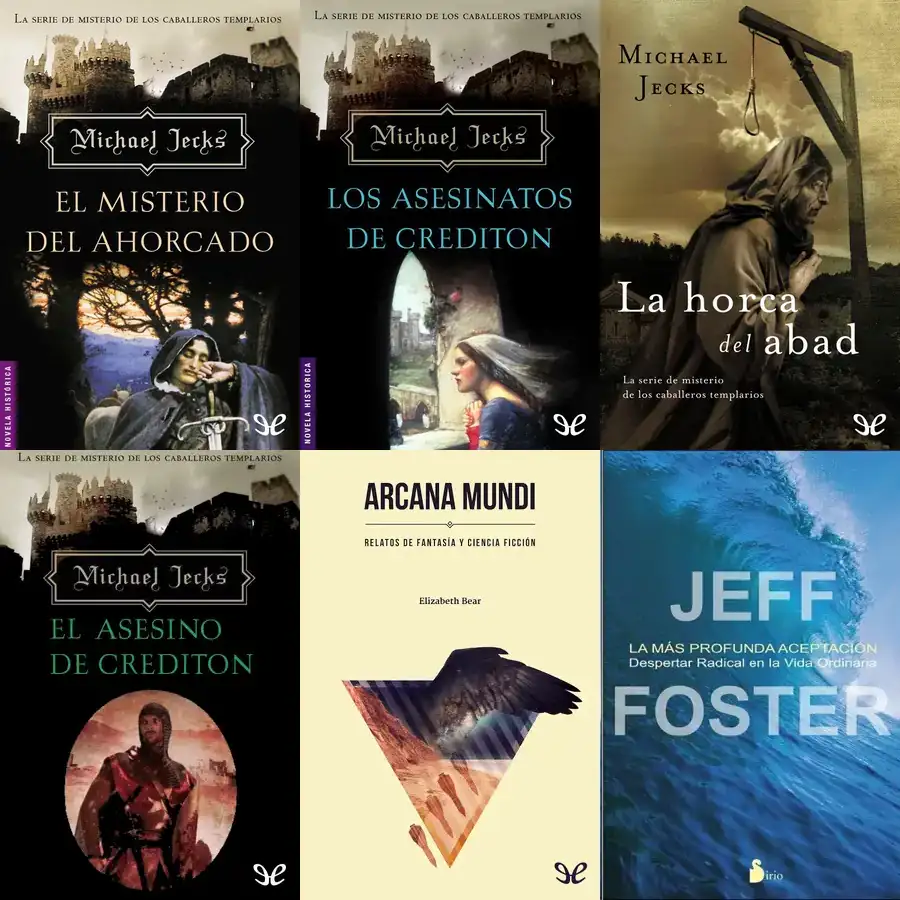 LA SERIE DE MISTERIO DE LOS CABALLEROS TEMPLARIOS
Michael Jecks
EL MISTERIO
DEL AHORCADO
NOVELA HISTÓRICA
LA SERIE DE MISTERIO DE LOS CABALLEROS TEMPLARIOS
Michael Jecks
LOS ASESINATOS
DE CREDITON
NOVELA HISTÓRICA
MICHAEL
JECKS
La horca
del abad
La serie de misterio
de los caballeros templarios
LA SERIE DE MISTERIO DE LOS CABALLEROS TEMPLARIOS
Michael Jecks
EL ASESINO
DE CREDITON
ARCANA MUNDI
RELATOS DE FANTASÍA Y CIENCIA FICCIÓN
Elizabeth Bear
JEFF
LA MÁS PROFUNDA ACEPTACIÓN
Despertar Radical en la Vida Ordinaria
FOSTER
Sirio